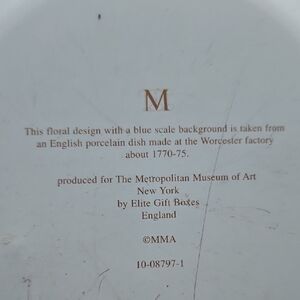 M
This floral design with a blue scale background is taken from
an English porcelain dish made at the Worcester factory
about 1770-75.
produced for The Metropolitan Museum of Art
New York
by Elite Gift Boxes
England
©MMA
10-08797-1